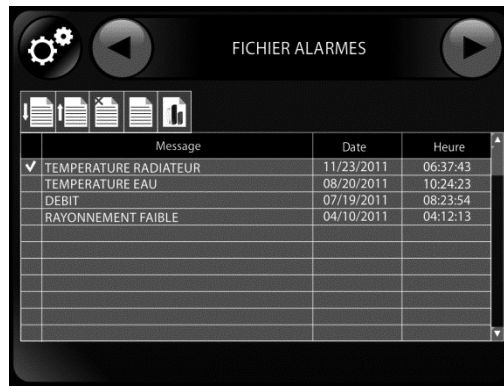 FICHIER ALARMES
Message Date Heure
TEMPERATURE RADIATEUR 11/23/2011 06:37:43
TEMPERATURE EAU 08/20/2011 10:24:23
DEBIT 07/19/2011 08:23:54
RAYONNEMENT FAIBLE 04/10/2011 04:12:13